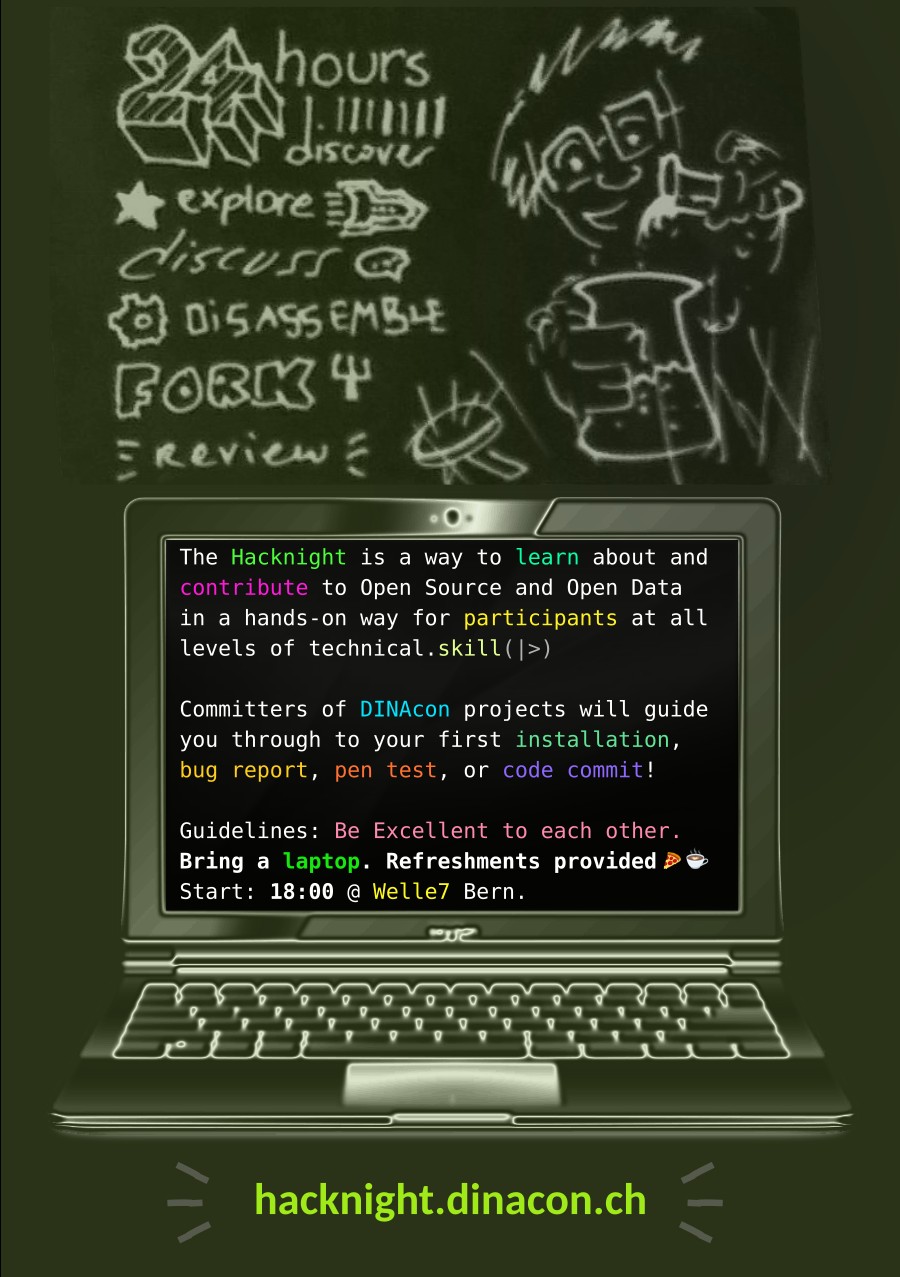 24 hours
discover
explore
discuss
DiSASSEMBLE
FORK
Review
The Hacknight is a way to learn about and
contribute to Open Source and Open Data
in a hands-on way for participants at all
levels of technical.skill(|>)
Committers of DINAcon projects will guide
you through to your first installation,
bug report, pen test, or code commit!
Guidelines: Be Excellent to each other.
Bring a laptop. Refreshments provided🍕☕
Start: 18:00 @ Welle7 Bern.
hacknight.dinacon.ch